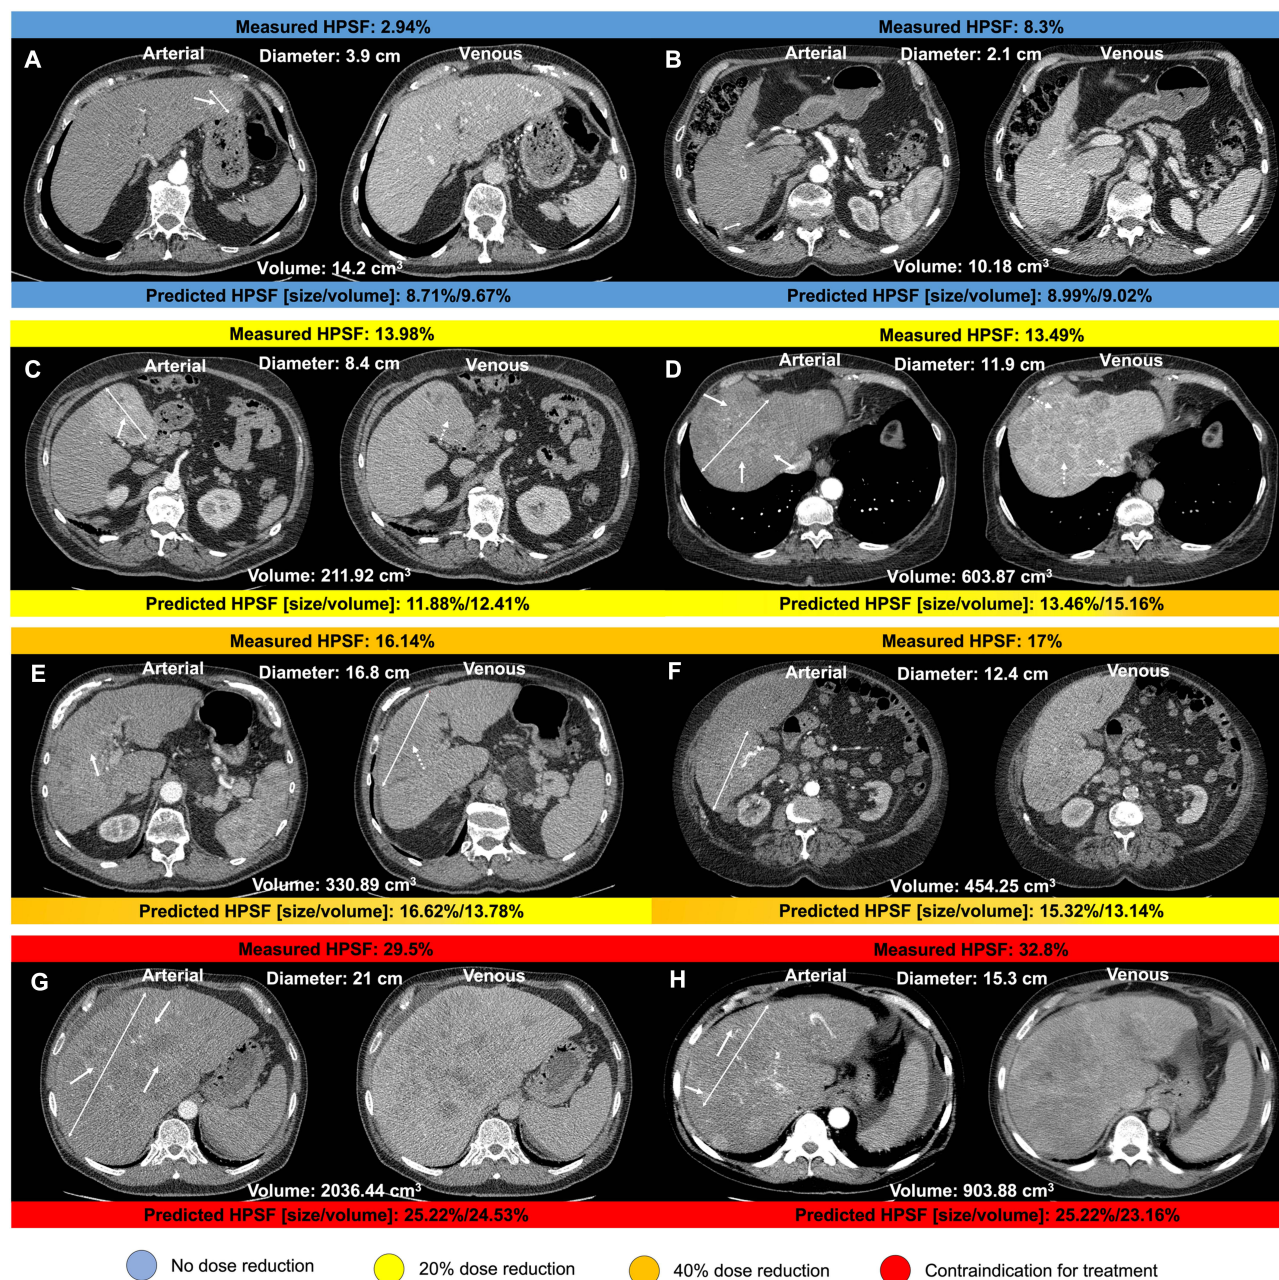 Measured HPSF: 2.94%
Measured HPSF: 8.3%
A
Arterial
Diameter: 3.9 cm
Venous
B
Arterial
Diameter: 2.1 cm
Venous
Volume: 14.2 cm³
Volume: 10.18 cm³
Predicted HPSF [size/volume]: 8.71%/9.67%
Predicted HPSF [size/volume]: 8.99%/9.02%
Measured HPSF: 13.98%
Measured HPSF: 13.49%
C
Arterial
Diameter: 8.4 cm
Venous
D
Arterial
Diameter: 11.9 cm
Venous
Volume: 211.92 cm³
Volume: 603.87 cm³
Predicted HPSF [size/volume]: 11.88%/12.41%
Predicted HPSF [size/volume]: 13.46%/15.16%
Measured HPSF: 16.14%
Measured HPSF: 17%
E
Arterial
Diameter: 16.8 cm
Venous
F
Arterial
Diameter: 12.4 cm
Venous
Volume: 330.89 cm³
Volume: 454.25 cm³
Predicted HPSF [size/volume]: 16.62%/13.78%
Predicted HPSF [size/volume]: 15.32%/13.14%
Measured HPSF: 29.5%
Measured HPSF: 32.8%
G
Arterial
Diameter: 21 cm
Venous
H
Arterial
Diameter: 15.3 cm
Venous
Volume: 2036.44 cm³
Volume: 903.88 cm³
Predicted HPSF [size/volume]: 25.22%/24.53%
Predicted HPSF [size/volume]: 25.22%/23.16%
No dose reduction
20% dose reduction
40% dose reduction
Contraindication for treatment